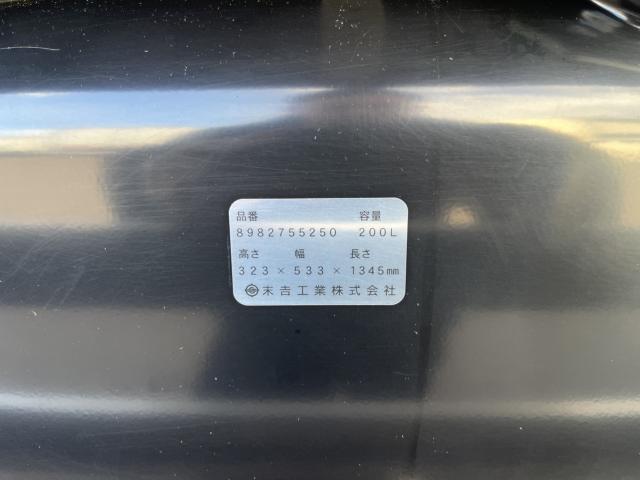 品番 容量
8982755250 200L
高さ 幅 長さ
323 × 533 × 1345mm
末吉工業株式会社